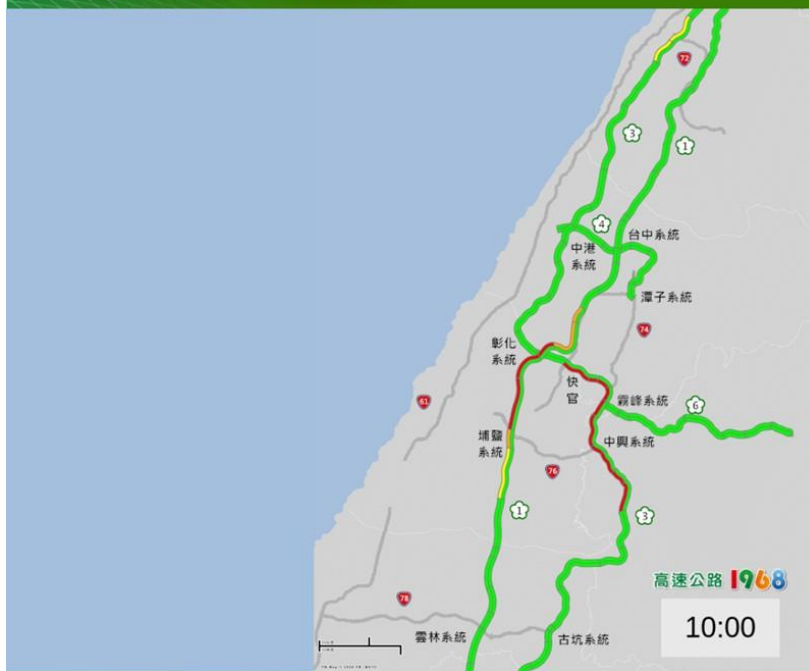 72
3
1
4
台中系統
中港
系統
潭子系統
74
彰化
系統
快
官
61
霧峰系統
6
埔鹽
系統
中興系統
76
1
3
高速公路 1968
78
10:00
雲林系統
古坑系統